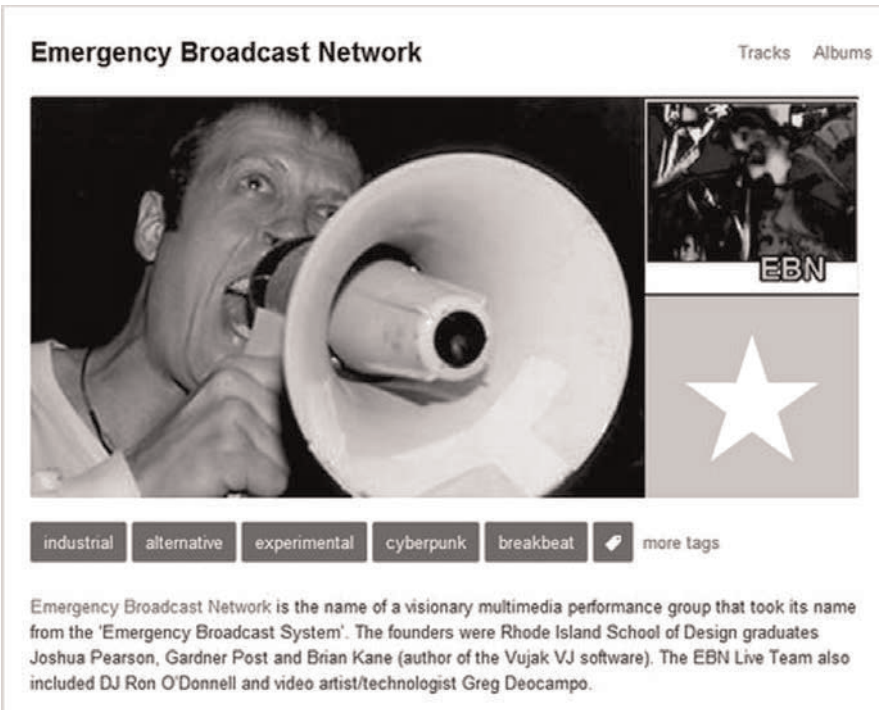 Emergency Broadcast Network
Tracks Albums
EBN
industrial alternative experimental cyberpunk breakbeat more tags
Emergency Broadcast Network is the name of a visionary multimedia performance group that took its name
from the 'Emergency Broadcast System'. The founders were Rhode Island School of Design graduates
Joshua Pearson, Gardner Post and Brian Kane (author of the Vujak VJ software). The EBN Live Team also
included DJ Ron O'Donnell and video artist/technologist Greg Deocampo.